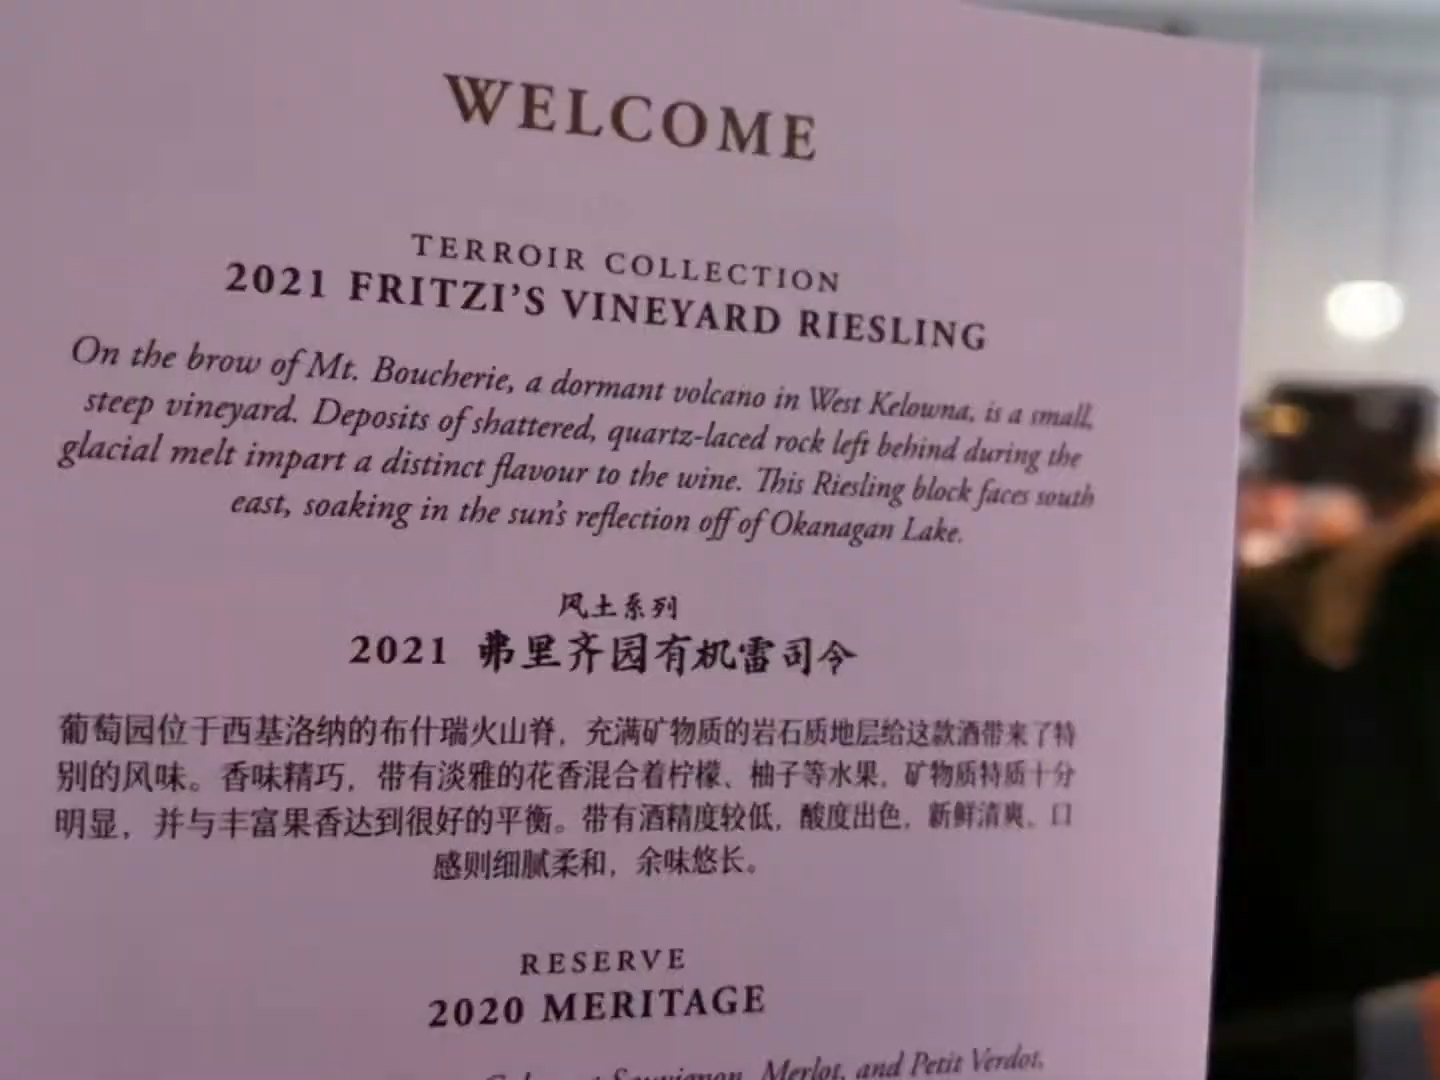 WELCOME
TERROIR COLLECTION
2021 FRITZI’S VINEYARD RIESLING
On the brow of Mt. Boucherie, a dormant volcano in West Kelowna, is a small,
steep vineyard. Deposits of shattered, quartz-laced rock left behind during the
glacial melt impart a distinct flavour to the wine. This Riesling block faces south
east, soaking in the sun’s reflection off of Okanagan Lake.
风土系列
2021 弗里齐园有机雷司令
葡萄园位于西基洛纳的布什瑞火山脊，充满矿物质的岩石质地层给这款酒带来了特
别的风味。香味精巧，带有淡雅的花香混合着柠檬、柚子等水果，矿物质特质十分
明显，并与丰富果香达到很好的平衡。带有酒精度较低，酸度出色，新鲜清爽，口
感则细腻柔和，余味悠长。
RESERVE
2020 MERITAGE
Sauvignon, Merlot, and Petit Verdot,